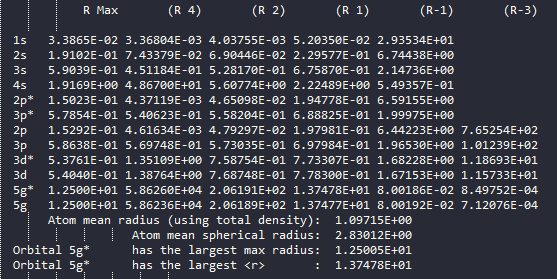 R Max (R 4) (R 2) (R 1) (R-1) (R-3)
1s 3.3865E-02 3.36804E-03 4.03755E-03 5.20350E-02 2.93534E+01
2s 1.9102E-01 7.43379E-02 6.90446E-02 2.29577E-01 6.74438E+00
3s 5.9039E-01 4.51184E-01 5.28170E-01 6.75870E-01 2.14736E+00
4s 1.9169E+00 4.86700E+01 5.60774E+00 2.22489E+00 5.49357E-01
2p* 1.5023E-01 4.37119E-03 4.65098E-02 1.94778E-01 6.59155E+00
3p* 5.7854E-01 5.40623E-01 5.58204E-01 6.88825E-01 1.99975E+00
2p 1.5292E-01 4.61634E-03 4.79297E-02 1.97981E-01 6.44223E+00 7.65254E+02
3p 5.8638E-01 5.69748E-01 5.73035E-01 6.97984E-01 1.96530E+00 1.01239E+02
3d* 5.3761E-01 1.35109E+00 7.58754E-01 7.73307E-01 1.68228E+00 1.18693E+01
3d 5.4040E-01 1.38764E+00 7.68748E-01 7.78300E-01 1.67153E+00 1.15733E+01
5g* 1.2500E+01 5.86260E+04 2.06191E+02 1.37478E+01 8.00186E-02 8.49752E-04
5g 1.2500E+01 5.86236E+04 2.06189E+02 1.37477E+01 8.00192E-02 7.12076E-04
Atom mean radius (using total density): 1.09715E+00
Atom mean spherical radius: 2.83012E+00
Orbital 5g* has the largest max radius: 1.25005E+01
Orbital 5g* has the largest <r> : 1.37478E+01